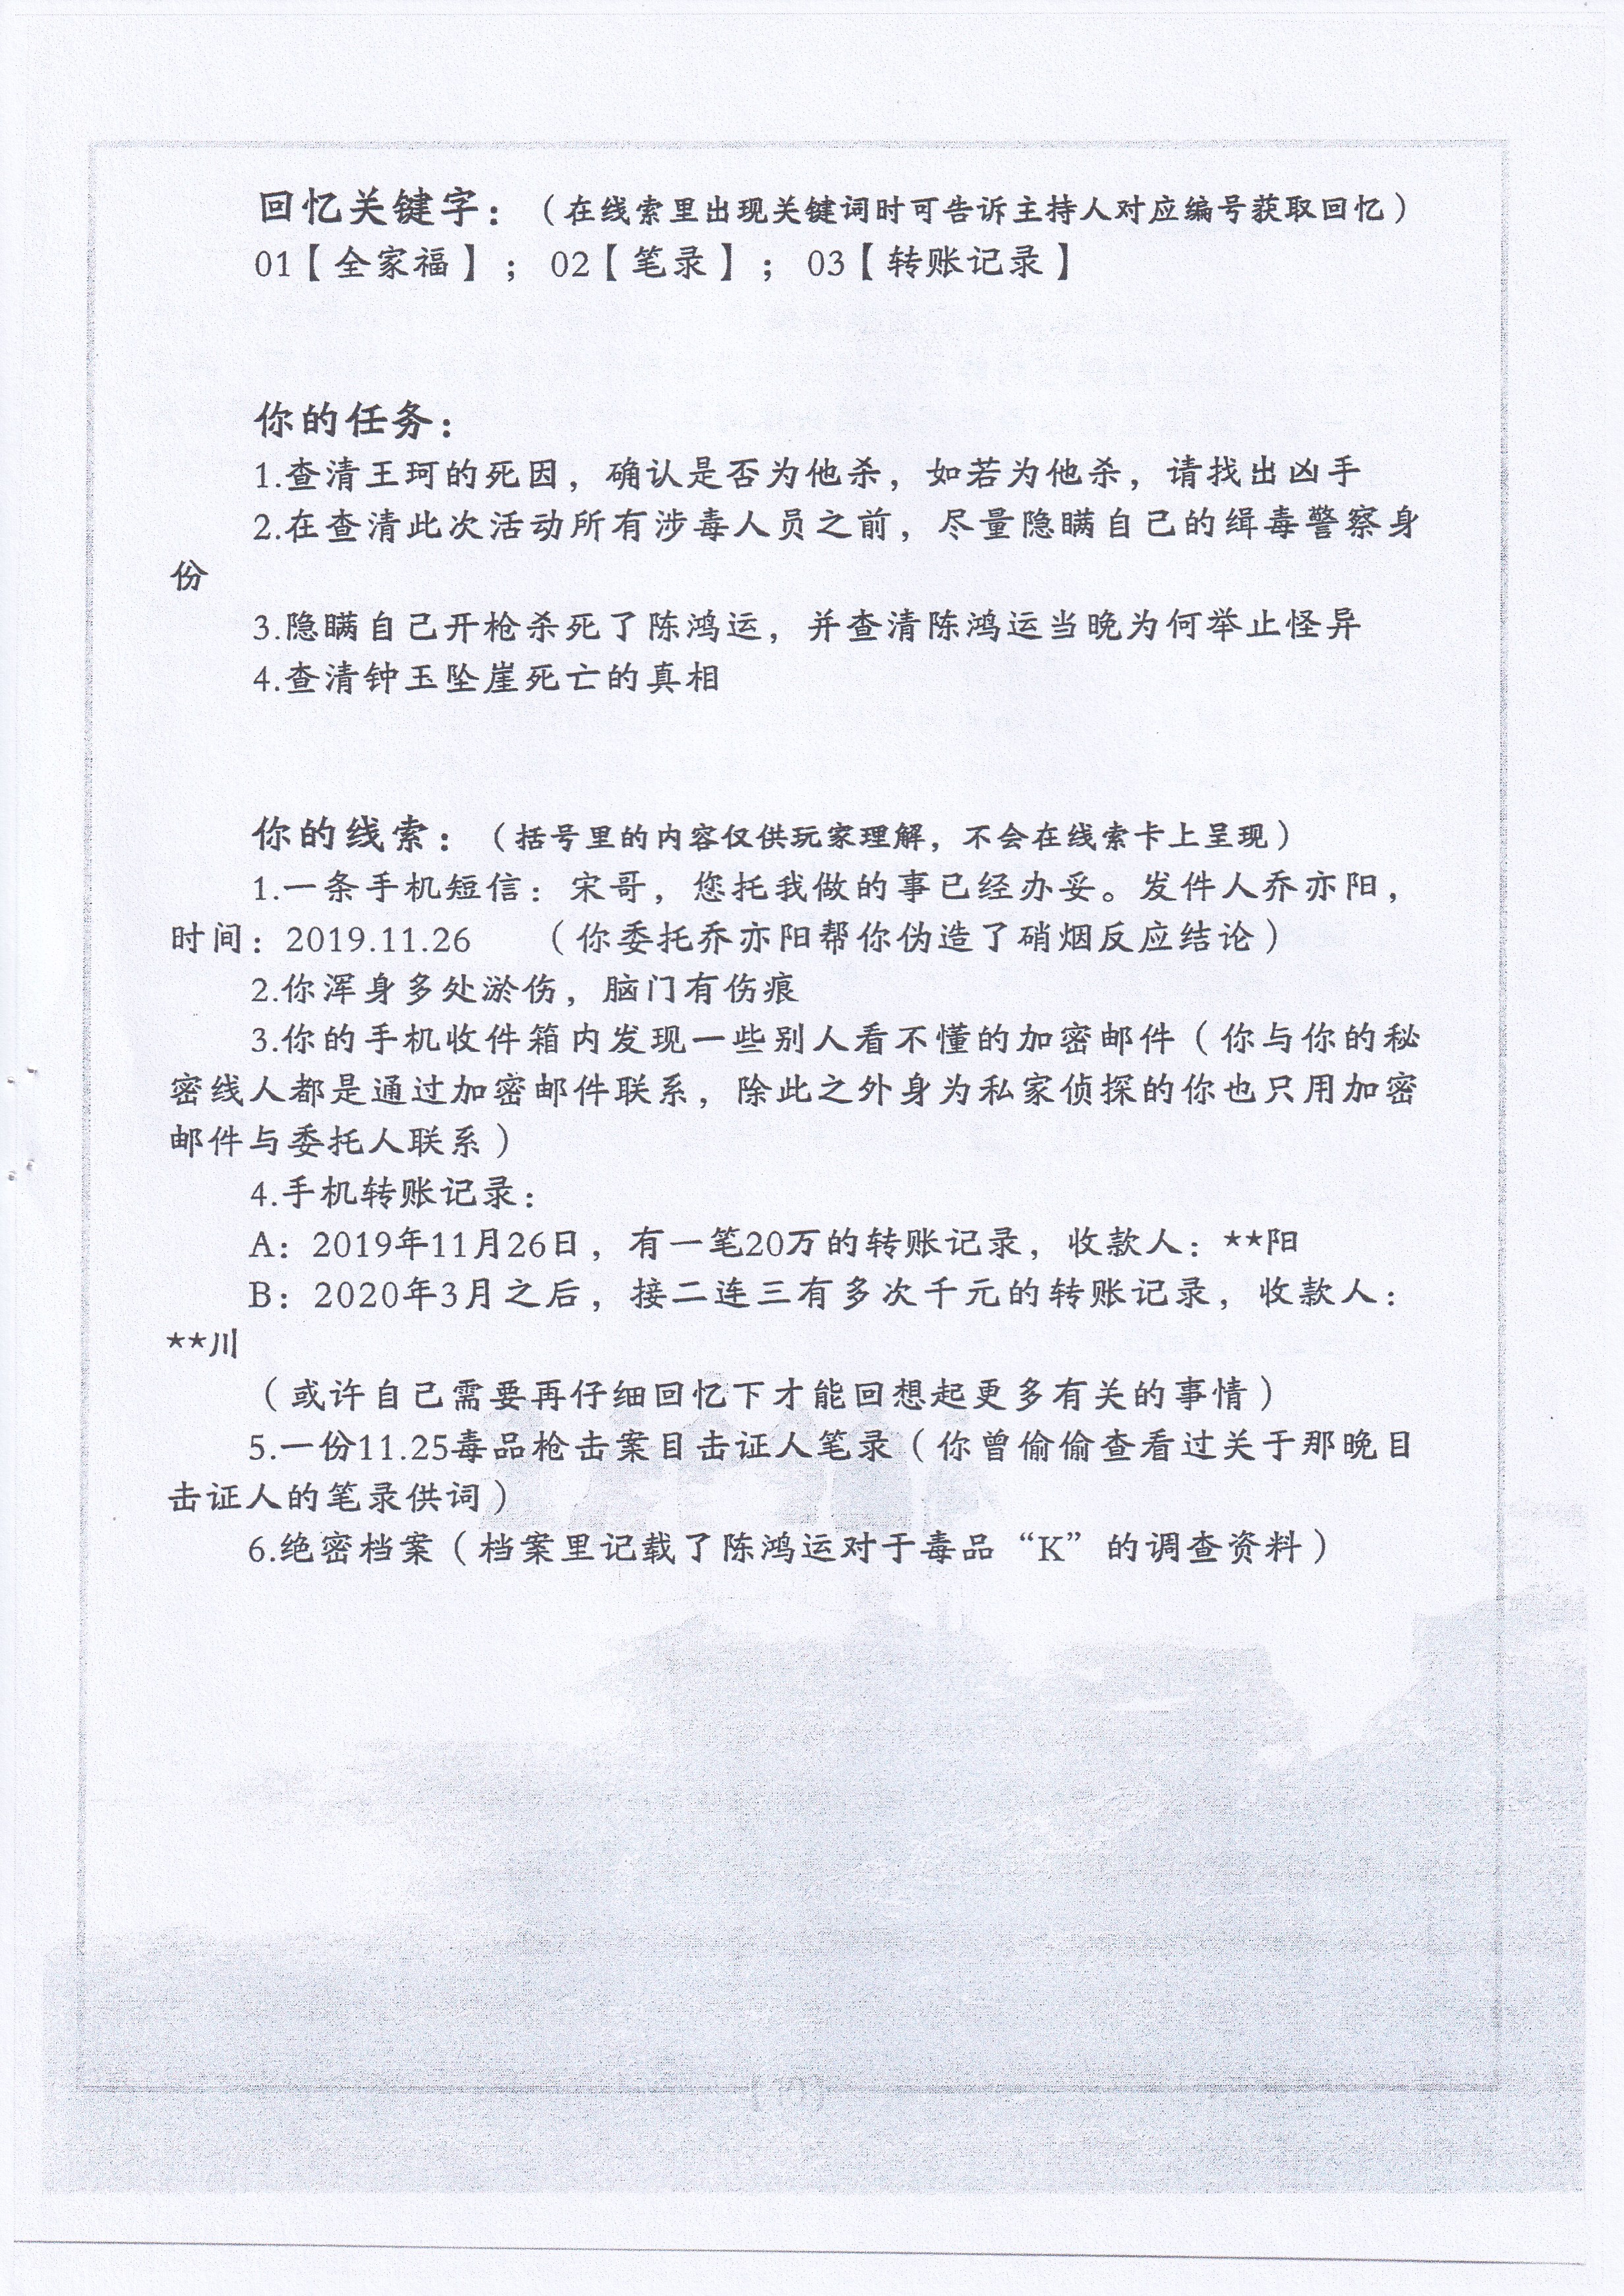 回忆关键字：（在线索里出现关键词时可告诉主持人对应编号获取回忆）
01【全家福】；02【笔录】；03【转账记录】
你的任务：
1.查清王珂的死因，确认是否为他杀，如若为他杀，请找出凶手
2.在查清此次活动所有涉毒人员之前，尽量隐瞒自己的缉毒警察身
份
3.隐瞒自己开枪杀死了陈鸿运，并查清陈鸿运当晚为何举止怪异
4.查清钟玉坠崖死亡的真相
你的线索：（括号里的内容仅供玩家理解，不会在线索卡上呈现）
1.一条手机短信：宋哥，您托我做的事已经办妥。发件人乔亦阳，
时间：2019.11.26　（你委托乔亦阳帮你伪造了硝烟反应结论）
2.你浑身多处淤伤，脑门有伤痕
3.你的手机收件箱内发现一些别人看不懂的加密邮件（你与你的秘
密线人都是通过加密邮件联系，除此之外身为私家侦探的你也只用加密
邮件与委托人联系）
4.手机转账记录：
A：2019年11月26日，有一笔20万的转账记录，收款人：**阳
B：2020年3月之后，接二连三有多次千元的转账记录，收款人：
**川
（或许自己需要再仔细回忆下才能回想起更多有关的事情）
5.一份11.25毒品枪击案目击证人笔录（你曾偷偷查看过关于那晚目
击证人的笔录供词）
6.绝密档案（档案里记载了陈鸿运对于毒品“K”的调查资料）